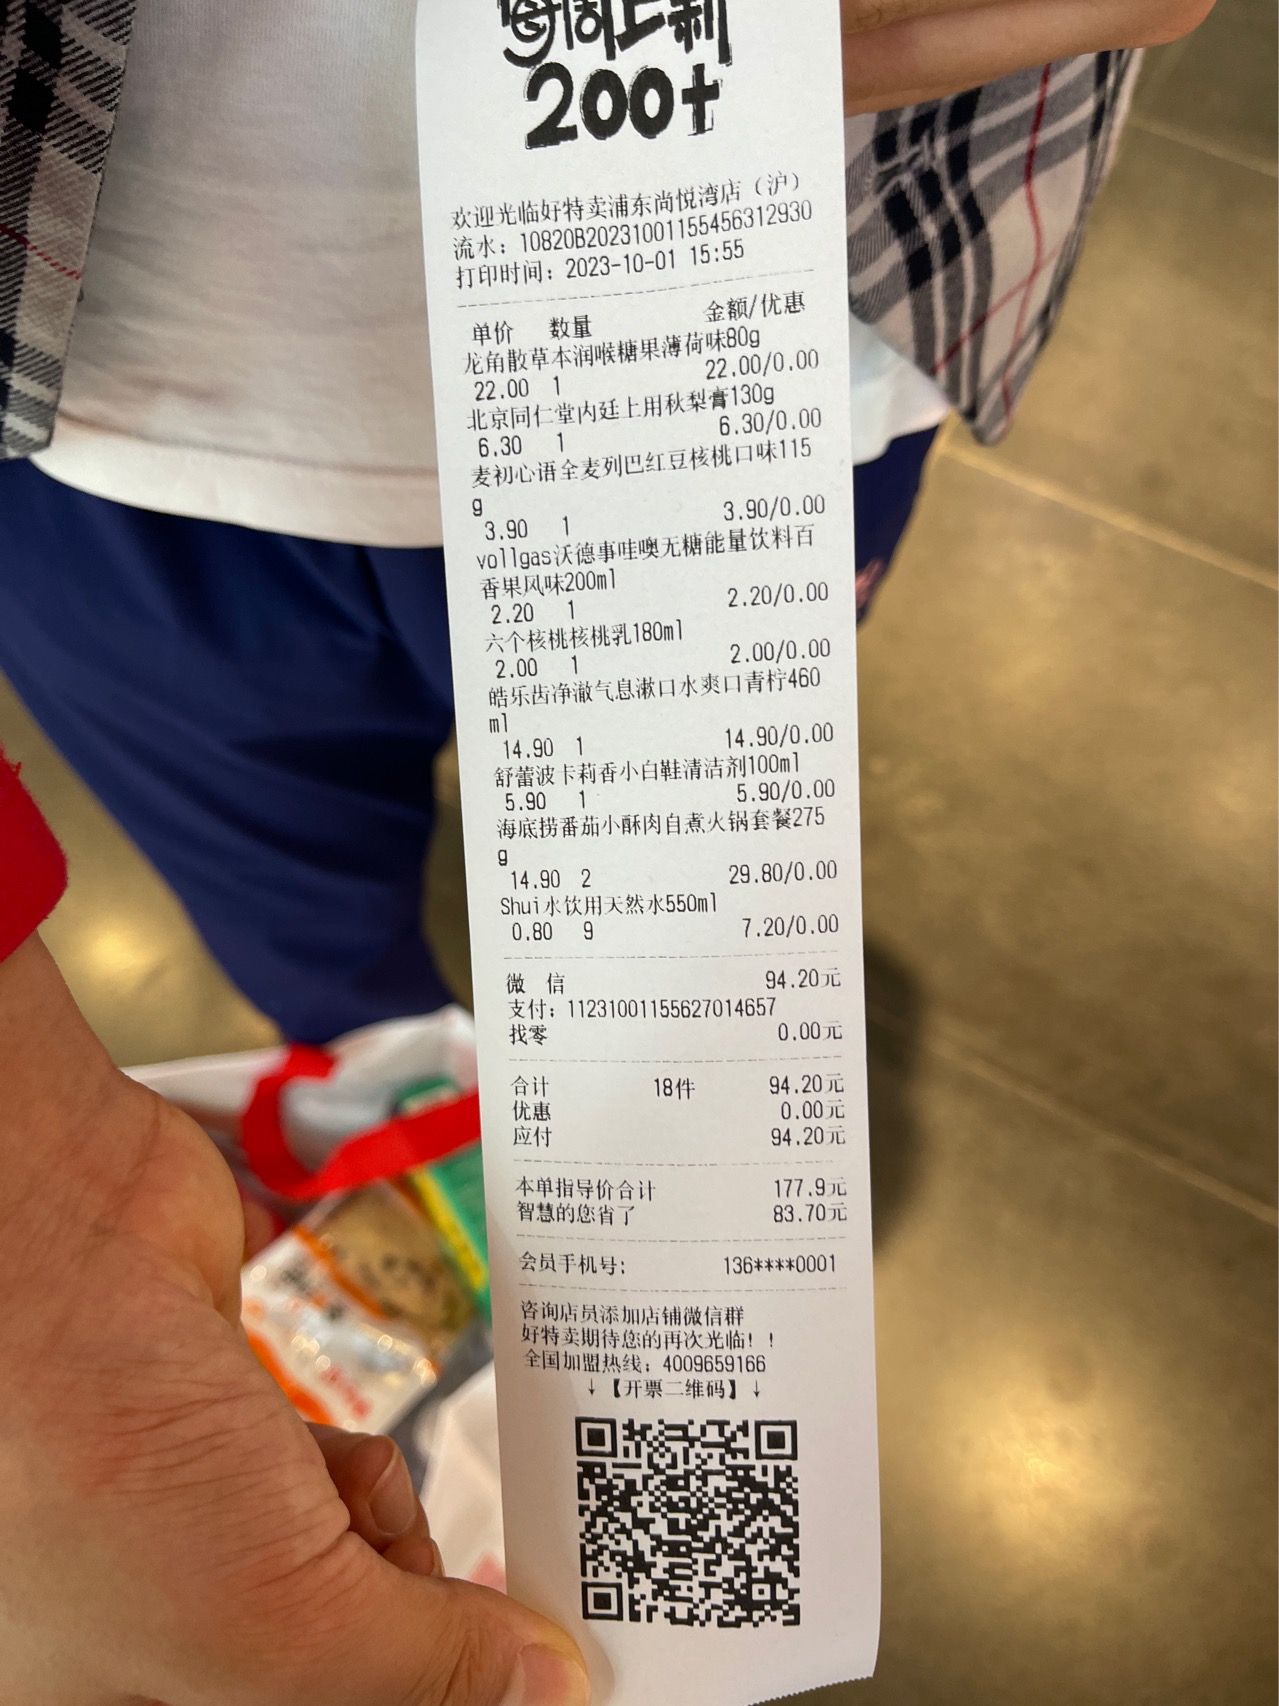 每周上新
200+
欢迎光临好特卖浦东尚悦湾店（沪）
流水：10820B20231001155456312930
打印时间：2023-10-01 15:55
单价 数量 金额/优惠
龙角散草本润喉糖果薄荷味80g
22.00 1 22.00/0.00
北京同仁堂内廷上用秋梨膏130g
6.30 1 6.30/0.00
麦初心语全麦列巴红豆核桃口味115
g
3.90 1 3.90/0.00
vollgas沃德事哇噢无糖能量饮料百
香果风味200ml
2.20 1 2.20/0.00
六个核桃核桃乳180ml
2.00 1 2.00/0.00
皓乐齿净澈气息漱口水爽口青柠460
ml
14.90 1 14.90/0.00
舒蕾波卡莉香小白鞋清洁剂100ml
5.90 1 5.90/0.00
海底捞番茄小酥肉自煮火锅套餐275
g
14.90 2 29.80/0.00
Shui水饮用天然水550ml
0.80 9 7.20/0.00
微 信 94.20元
支付：11231001155627014657
找零 0.00元
合计 18件 94.20元
优惠 0.00元
应付 94.20元
本单指导价合计 177.9元
智慧的您省了 83.70元
会员手机号： 136****0001
咨询店员添加店铺微信群
好特卖期待您的再次光临！！
全国加盟热线：4009659166
↓【开票二维码】↓